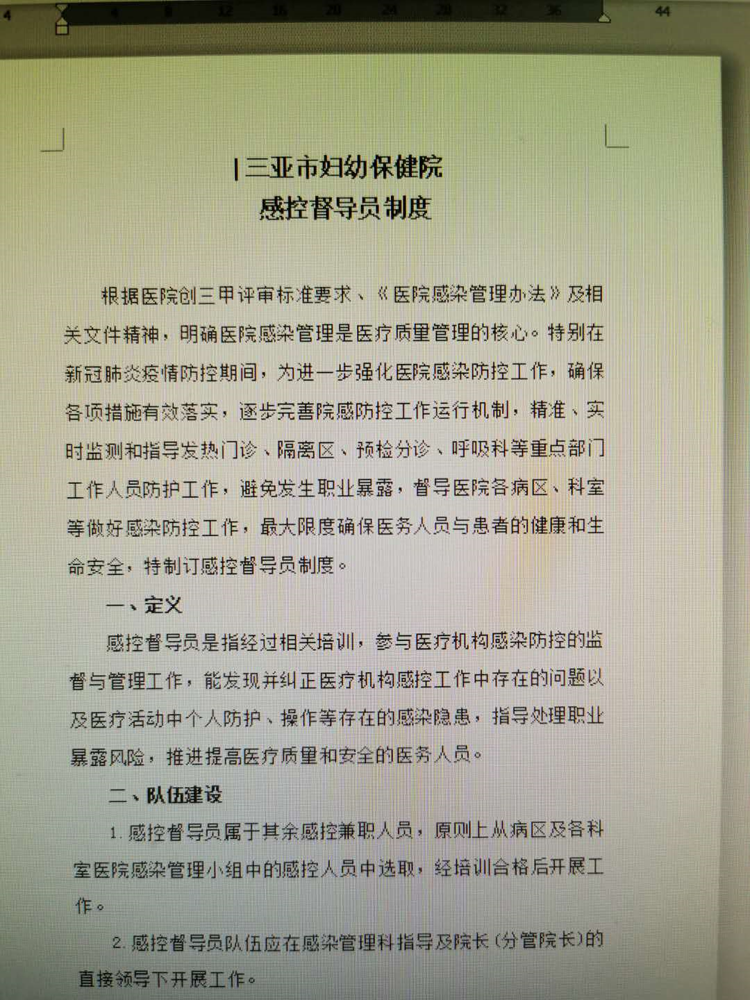 4 4 8 12 16 20 24 28 32 36 44
三亚市妇幼保健院
感控督导员制度
根据医院创三甲评审标准要求、《医院感染管理办法》及相
关文件精神，明确医院感染管理是医疗质量管理的核心。特别在
新冠肺炎疫情防控期间，为进一步强化医院感染防控工作，确保
各项措施有效落实，逐步完善院感防控工作运行机制，精准、实
时监测和指导发热门诊、隔离区、预检分诊、呼吸科等重点部门
工作人员防护工作，避免发生职业暴露，督导医院各病区、科室
等做好感染防控工作，最大限度确保医务人员与患者的健康和生
命安全，特制订感控督导员制度。
一、定义
感控督导员是指经过相关培训，参与医疗机构感染防控的监
督与管理工作，能发现并纠正医疗机构感控工作中存在的问题以
及医疗活动中个人防护、操作等存在的感染隐患，指导处理职业
暴露风险，推进提高医疗质量和安全的医务人员。
二、队伍建设
1.感控督导员属于其余感控兼职人员，原则上从病区及各科
室医院感染管理小组中的感控人员中选取，经培训合格后开展工
作。
2.感控督导员队伍应在感染管理科指导及院长(分管院长)的
直接领导下开展工作。